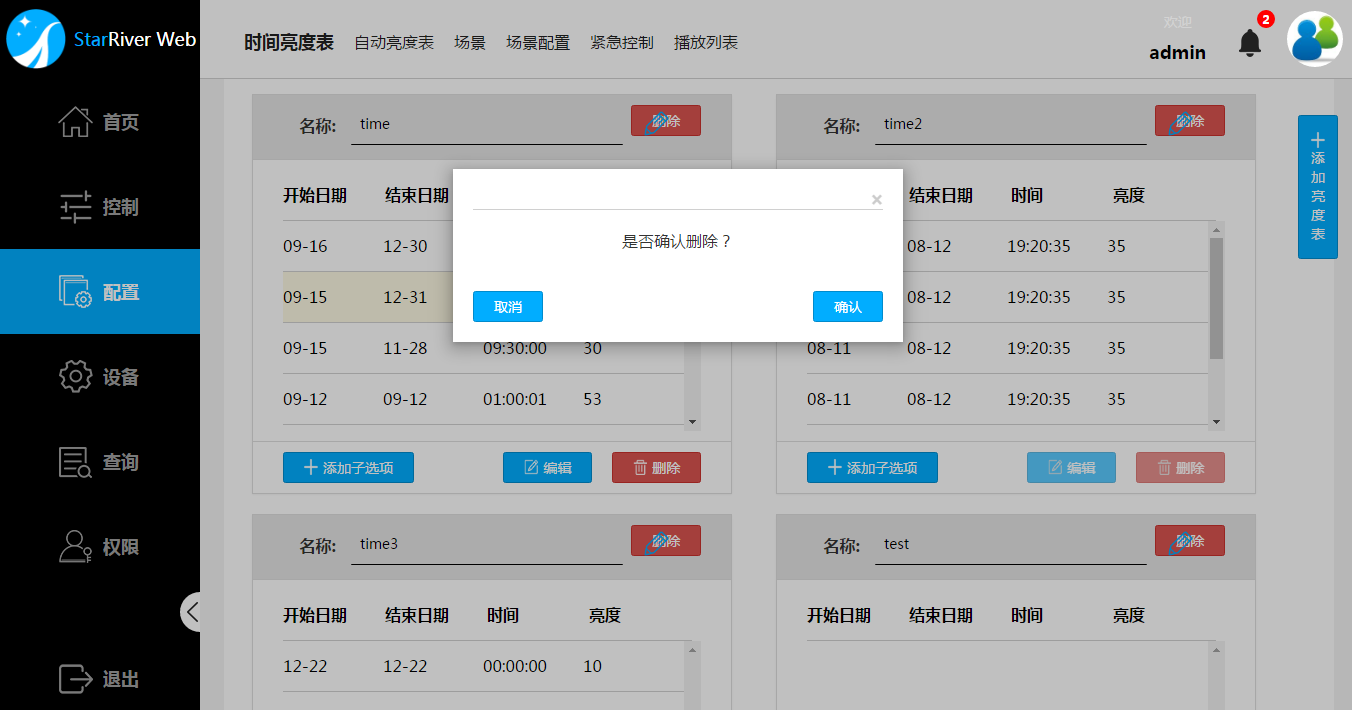 StarRiver Web
首页
控制
配置
设备
查询
权限
退出
时间亮度表 自动亮度表 场景 场景配置 紧急控制 播放列表
欢迎
admin
2
名称: time 删除
开始日期 结束日期
09-16 12-30
09-15 12-31
09-15 11-28 09:30:00 30
09-12 09-12 01:00:01 53
添加子选项 编辑 删除
名称: time2 删除
结束日期 时间 亮度
08-12 19:20:35 35
08-12 19:20:35 35
08-11 08-12 19:20:35 35
08-11 08-12 19:20:35 35
添加子选项 编辑 删除
×
是否确认删除？
取消 确认
名称: time3 删除
开始日期 结束日期 时间 亮度
12-22 12-22 00:00:00 10
名称: test 删除
开始日期 结束日期 时间 亮度
添加亮度表